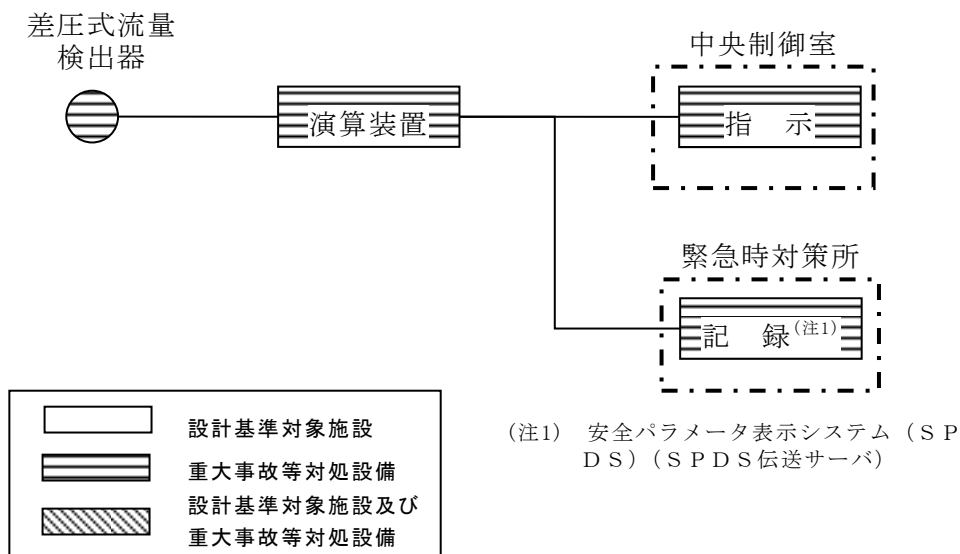 差圧式流量
検出器
演算装置
中央制御室
指　示
緊急時対策所
記　録(注1)
設計基準対象施設
重大事故等対処設備
設計基準対象施設及び
重大事故等対処設備
(注1)　安全パラメータ表示システム（ＳＰ
ＤＳ）（ＳＰＤＳ伝送サーバ）